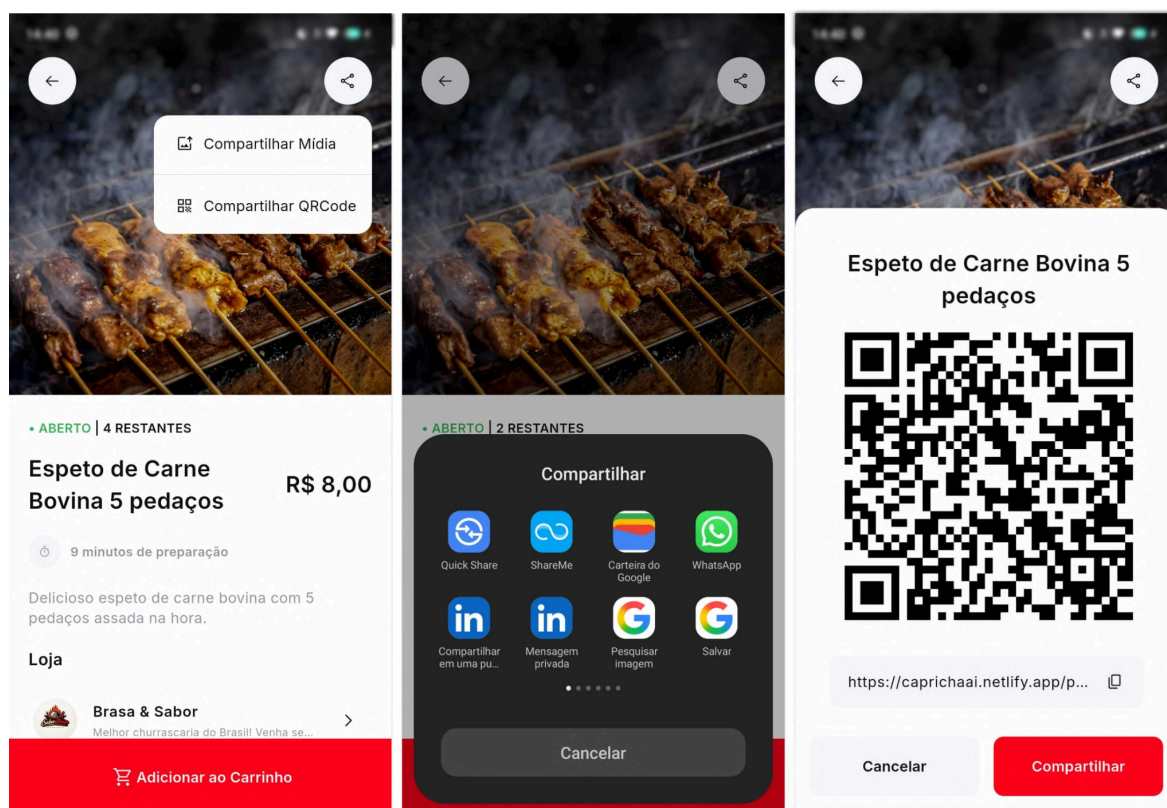 Compartilhar Mídia
Compartilhar QRCode
• ABERTO | 4 RESTANTES
Espeto de Carne
Bovina 5 pedaços
R$ 8,00
9 minutos de preparação
Delicioso espeto de carne bovina com 5
pedaços assada na hora.
Loja
Brasa & Sabor
Melhor churrascaria do Brasil! Venha se...
Adicionar ao Carrinho
• ABERTO | 2 RESTANTES
Compartilhar
Quick Share
ShareMe
Carteira do
Google
WhatsApp
Compartilhar
em uma pu...
Mensagem
privada
Pesquisar
imagem
Salvar
Cancelar
Espeto de Carne Bovina 5
pedaços
https://caprichaai.netlify.app/p...
Cancelar
Compartilhar